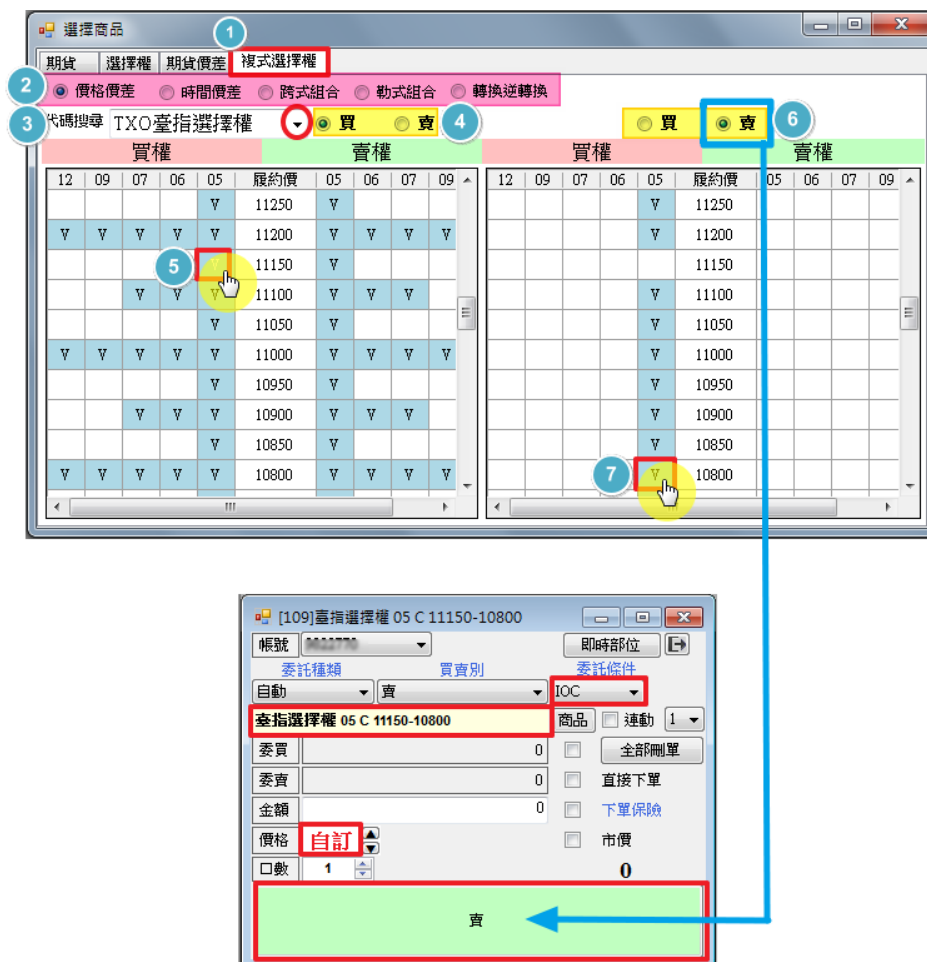 選擇商品
1
期貨 選擇權 期貨價差 複式選擇權
2 價格價差 時間價差 跨式組合 勒式組合 轉換逆轉換
3 代碼搜尋 TXO臺指選擇權 買 賣 4 買 賣 6
買權 賣權 買權 賣權
12 09 07 06 05 履約價 05 06 07 09 12 09 07 06 05 履約價 05 06 07 09
V 11250 V V 11250
V V V V V 11200 V V V V V 11200
5 V 11150 V 11150
V V V 11100 V V V V 11100
V 11050 V V 11050
V V V V V 11000 V V V V V 11000
V 10950 V V 10950
V V V 10900 V V V V 10900
V 10850 V V 10850
V V V V V 10800 V V V V 7 V 10800
[109]臺指選擇權 05 C 11150-10800
帳號 即時部位
委託種類 買賣別 委託條件
自動 賣 IOC
臺指選擇權 05 C 11150-10800 商品 連動 1
委買 0 全部刪單
委賣 0 直接下單
金額 0 下單保險
價格 自訂 市價
口數 1 0
賣